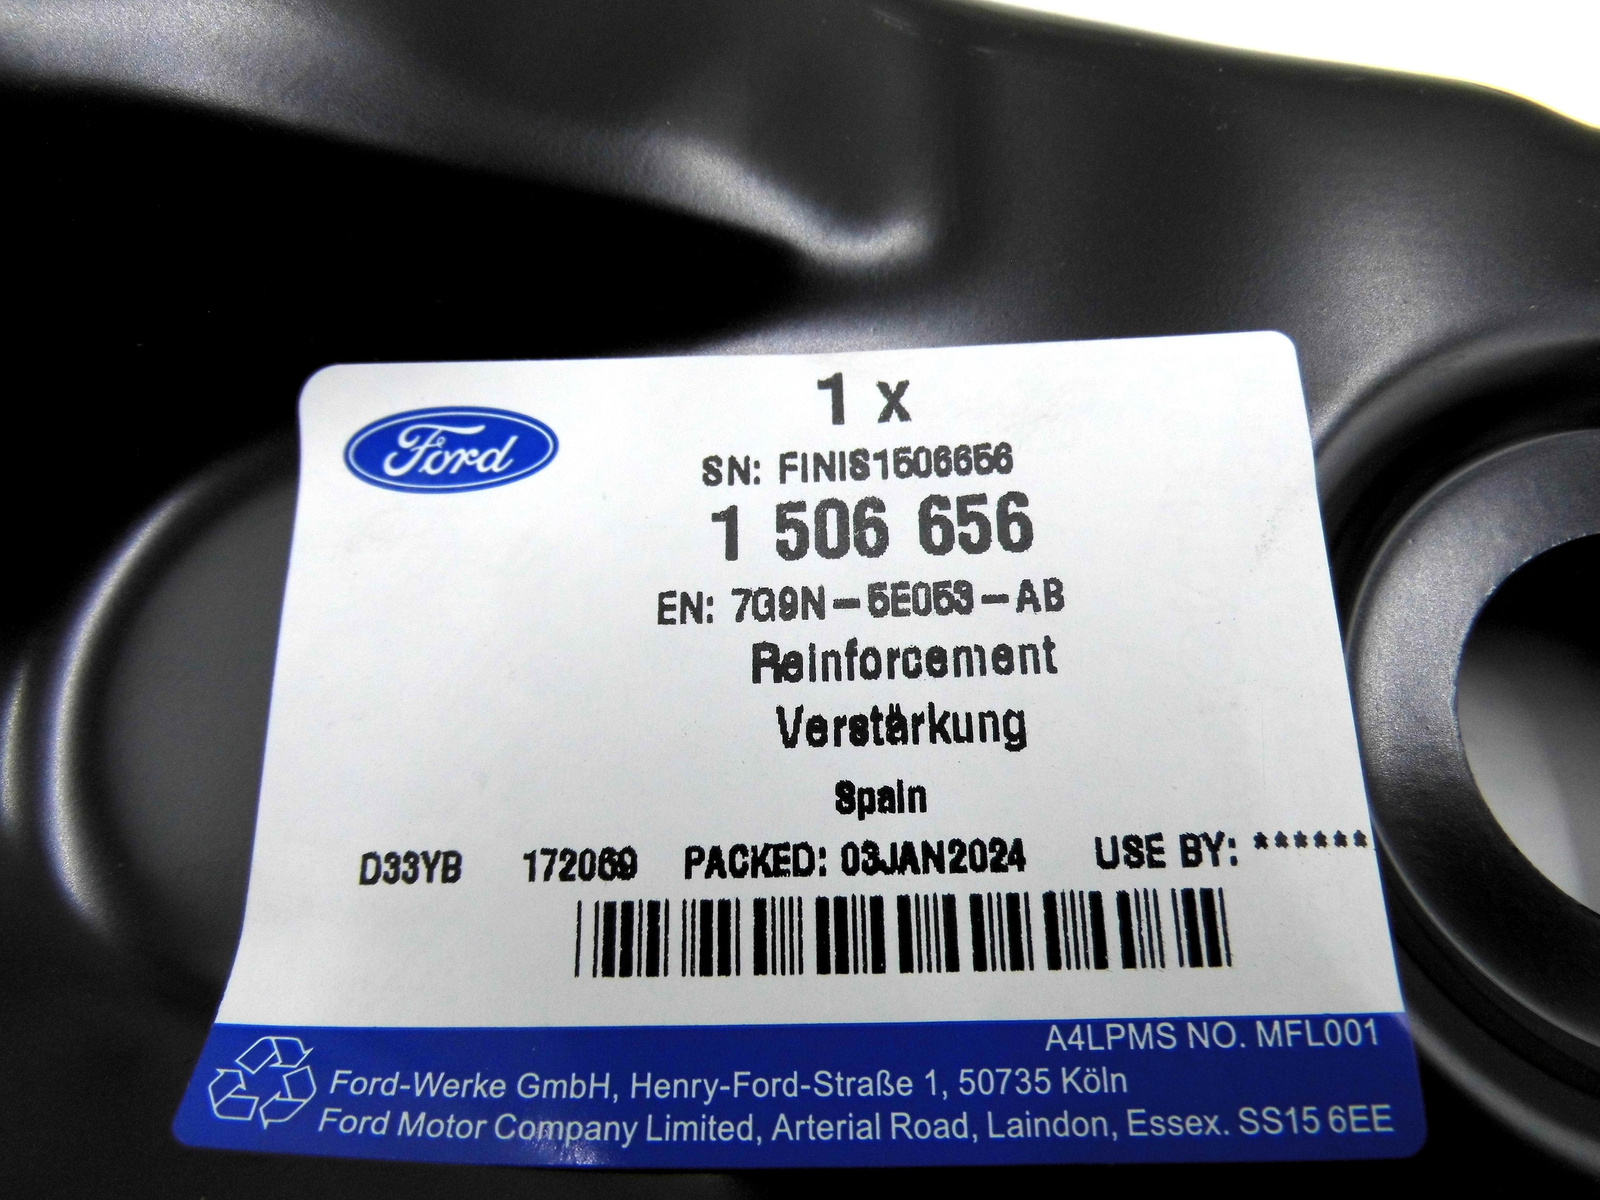 Ford
1 x
SN: FINIS1506656
1 506 656
EN: 7G9N-5E053-AB
Reinforcement
Verstärkung
Spain
D33YB 172069 PACKED: 03JAN2024 USE BY: ******
A4LPMS NO. MFL001
Ford-Werke GmbH, Henry-Ford-Straße 1, 50735 Köln
Ford Motor Company Limited, Arterial Road, Laindon, Essex. SS15 6EE